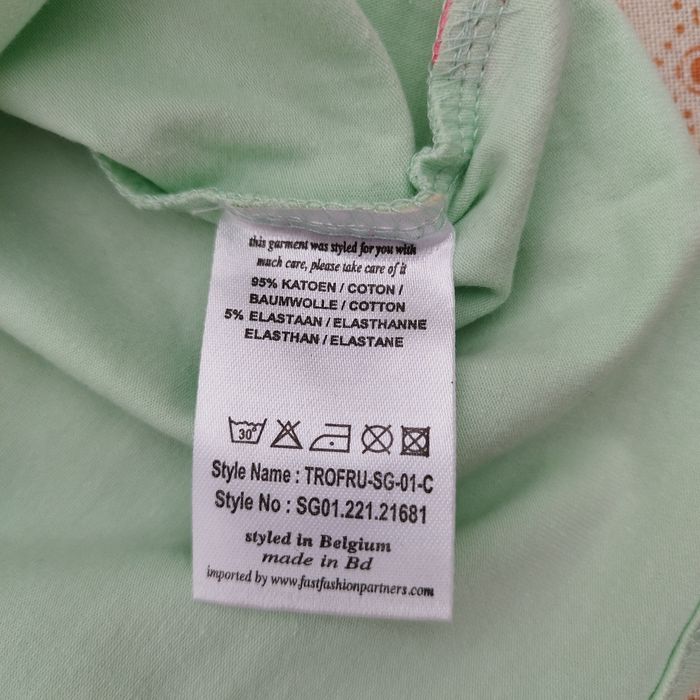 this garment was styled for you with
much care, please take care of it
95% KATOEN / COTON /
BAUMWOLLE / COTTON
5% ELASTAAN / ELASTHANNE
ELASTHAN / ELASTANE
30°
Style Name : TROFRU-SG-01-C
Style No : SG01.221.21681
styled in Belgium
made in Bd
imported by www.fastfashionpartners.com